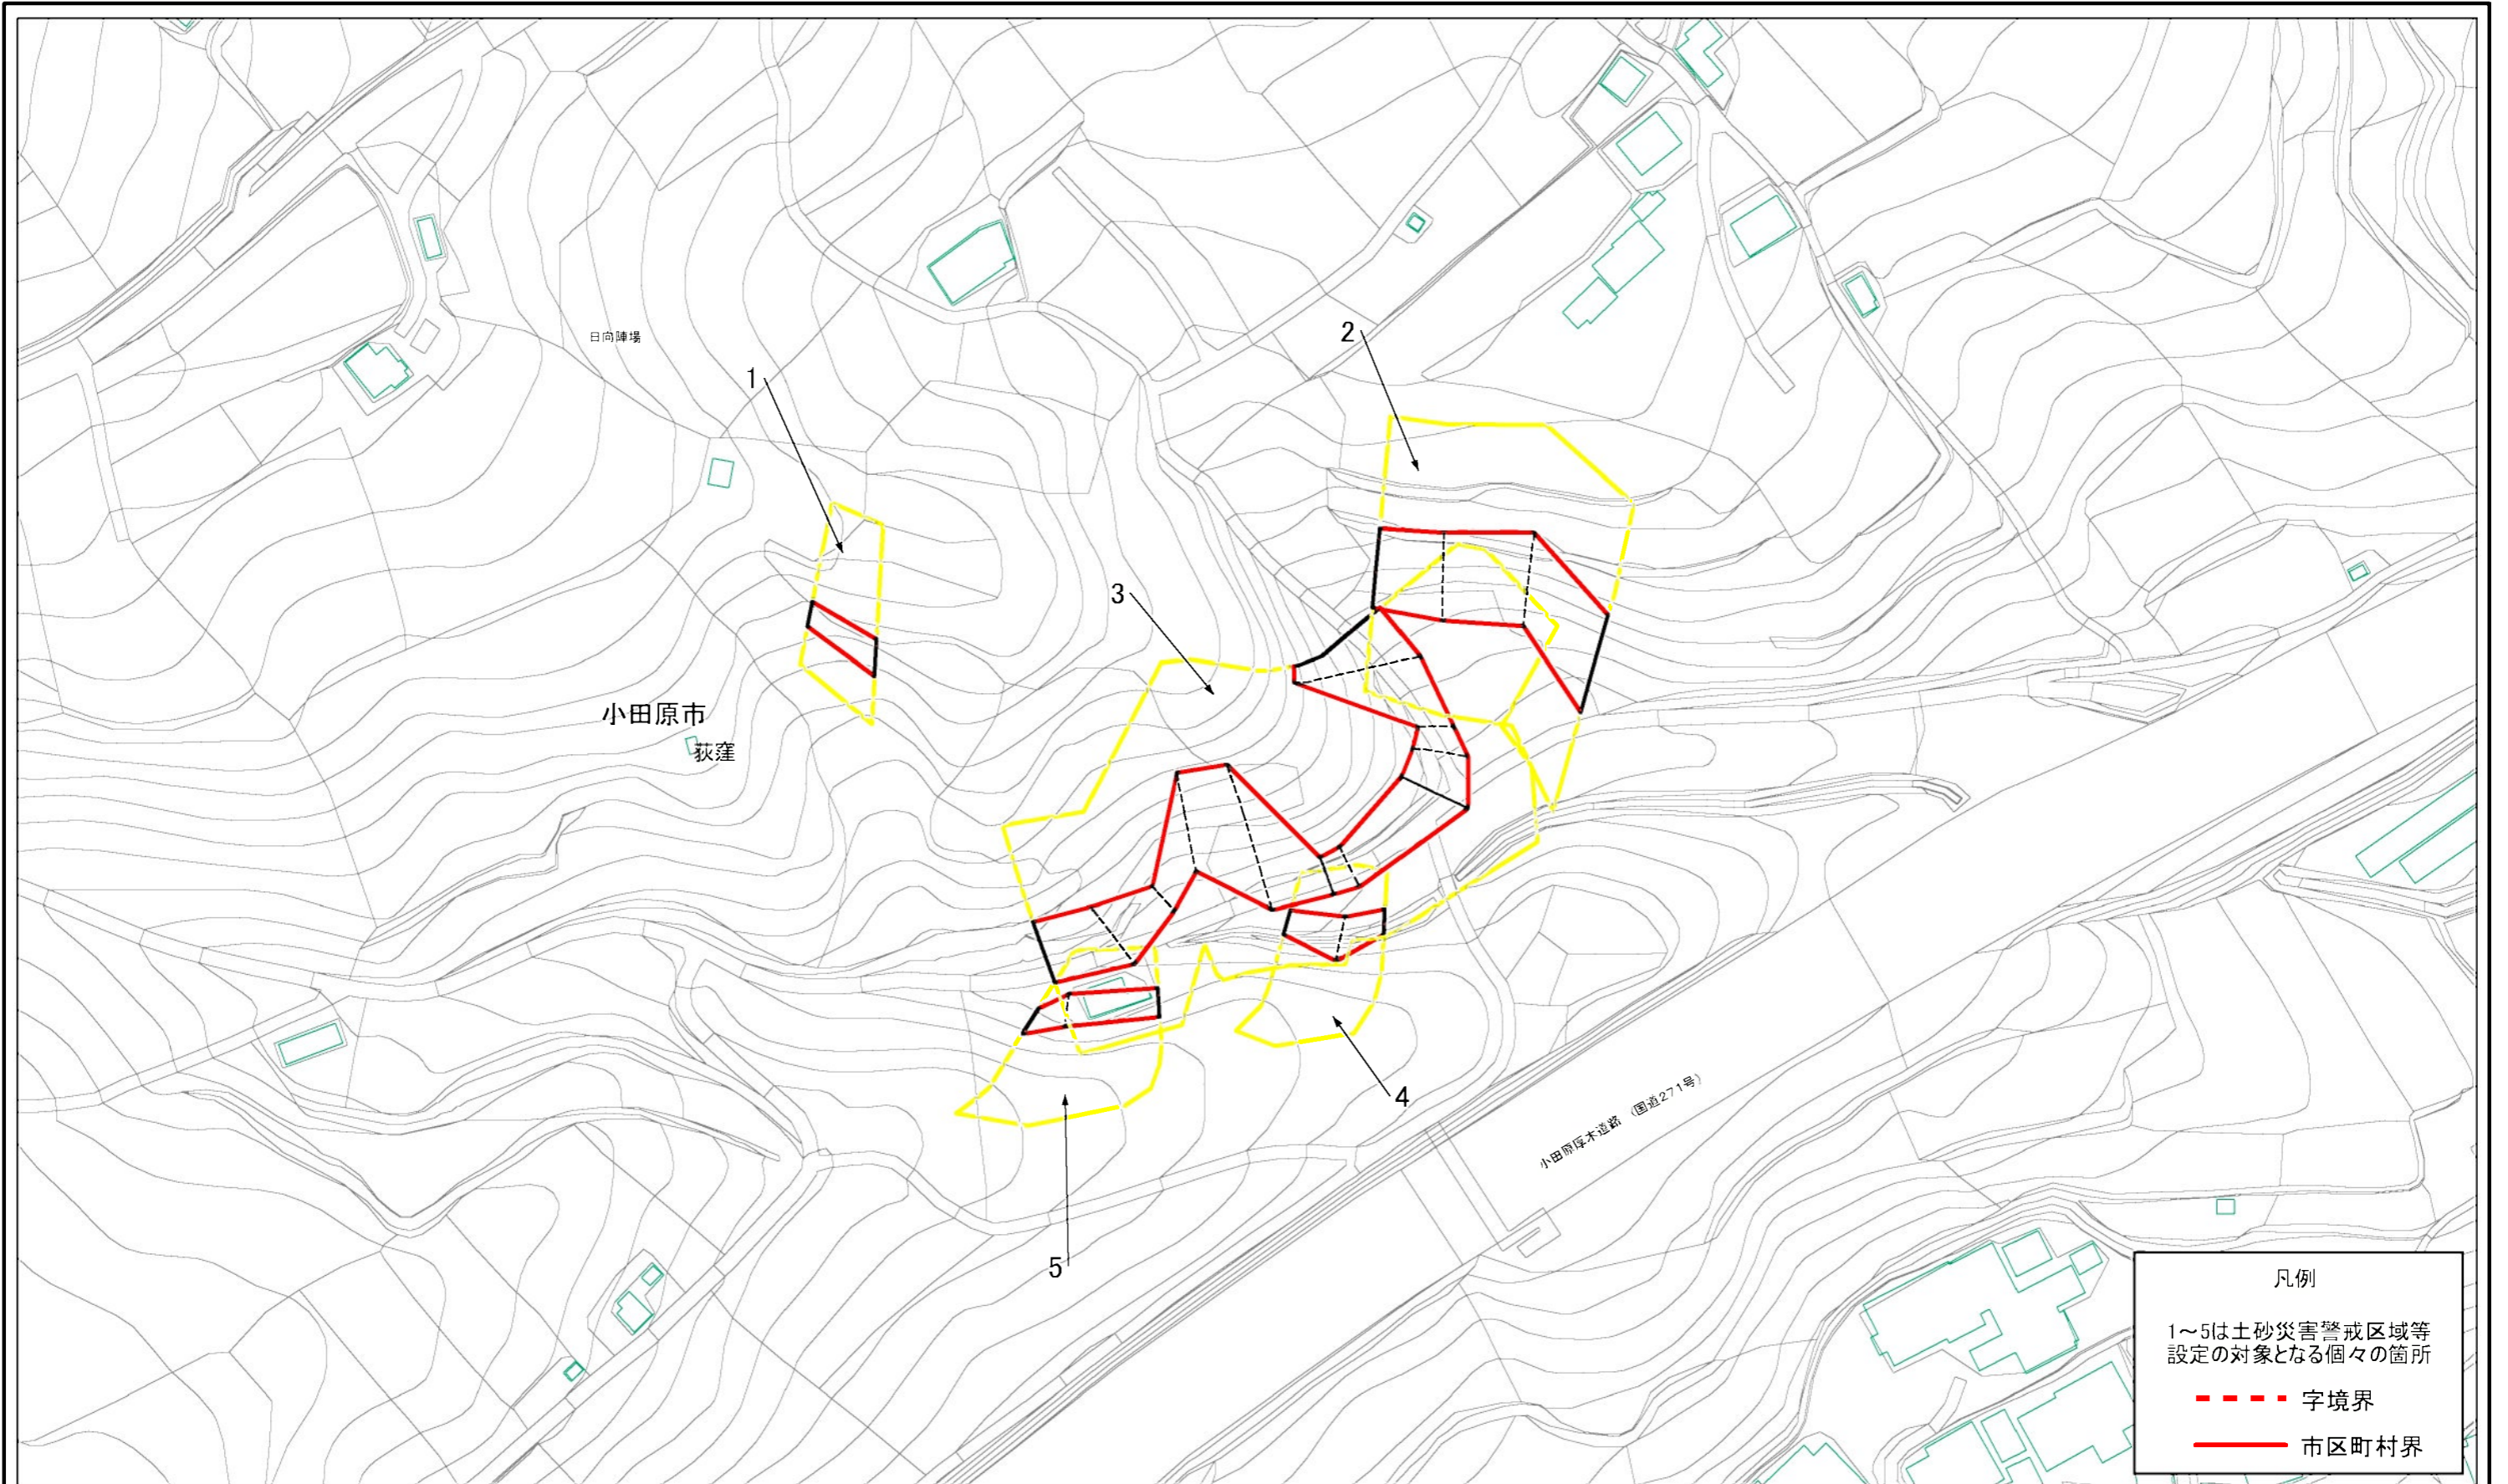 日向陣場
1
2
3
小田原市
荻窪
4
小田原厚木道路（国道271号）
5
凡例
1～5は土砂災害警戒区域等
設定の対象となる個々の箇所
字境界
市区町村界